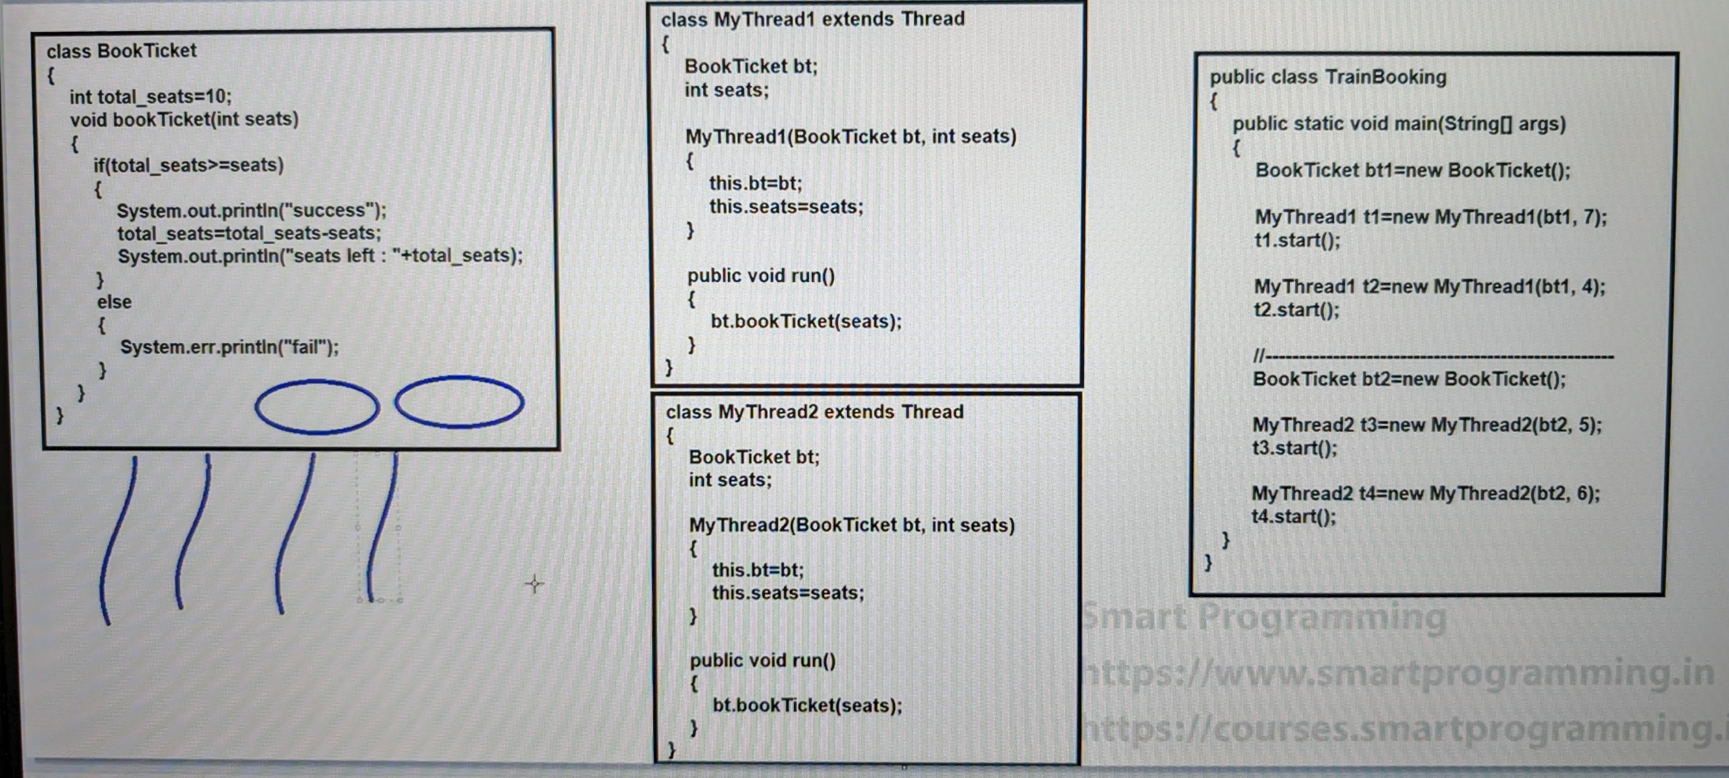 class BookTicket
{
int total_seats=10;
void bookTicket(int seats)
{
if(total_seats>=seats)
{
System.out.println("success");
total_seats=total_seats-seats;
System.out.println("seats left : "+total_seats);
}
else
{
System.err.println("fail");
}
}
}
class MyThread1 extends Thread
{
BookTicket bt;
int seats;
MyThread1(BookTicket bt, int seats)
{
this.bt=bt;
this.seats=seats;
}
public void run()
{
bt.bookTicket(seats);
}
}
class MyThread2 extends Thread
{
BookTicket bt;
int seats;
MyThread2(BookTicket bt, int seats)
{
this.bt=bt;
this.seats=seats;
}
public void run()
{
bt.bookTicket(seats);
}
}
public class TrainBooking
{
public static void main(String[] args)
{
BookTicket bt1=new BookTicket();
MyThread1 t1=new MyThread1(bt1, 7);
t1.start();
MyThread1 t2=new MyThread1(bt1, 4);
t2.start();
//----------------------------------------------------
BookTicket bt2=new BookTicket();
MyThread2 t3=new MyThread2(bt2, 5);
t3.start();
MyThread2 t4=new MyThread2(bt2, 6);
t4.start();
}
}
Smart Programming
https://www.smartprogramming.in
https://courses.smartprogramming.